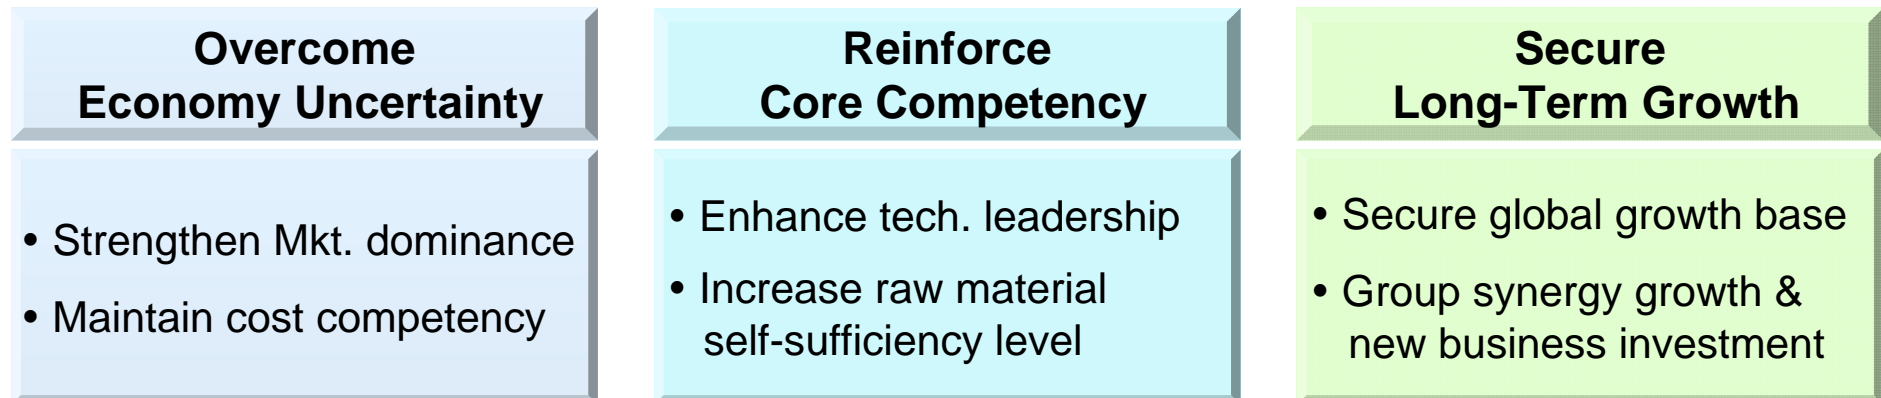 Overcome
Economy Uncertainty
• Strengthen Mkt. dominance
• Maintain cost competency
Reinforce
Core Competency
• Enhance tech. leadership
• Increase raw material
self-sufficiency level
Secure
Long-Term Growth
• Secure global growth base
• Group synergy growth &
new business investment